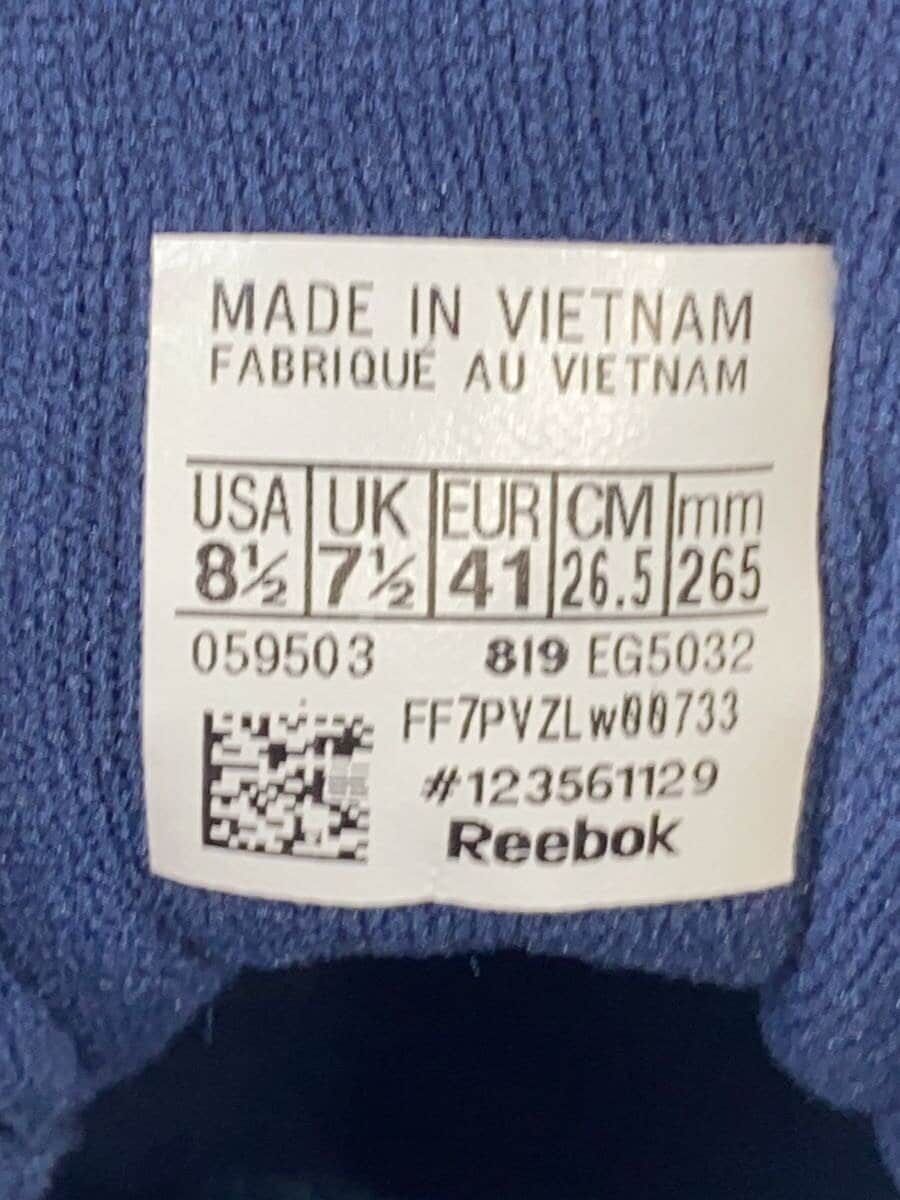 MADE IN VIETNAM
FABRIQUÉ AU VIETNAM
USA UK EUR CM mm
8½ 7½ 41 26.5 265
059503 819 EG5032
FF7PVZLw00733
#123561129
Reebok